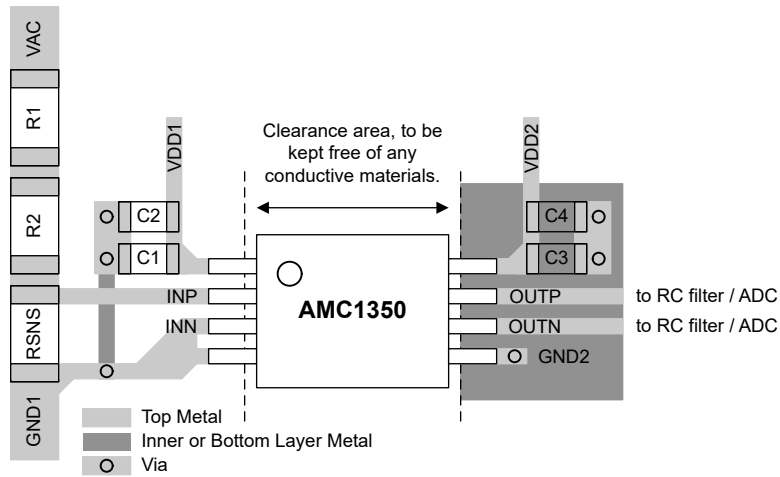 VAC
R1
R2
RSNS
GND1
VDD1
C2
C1
INP
INN
Clearance area, to be
kept free of any
conductive materials.
AMC1350
VDD2
C4
C3
OUTP
to RC filter / ADC
OUTN
to RC filter / ADC
GND2
Top Metal
Inner or Bottom Layer Metal
Via